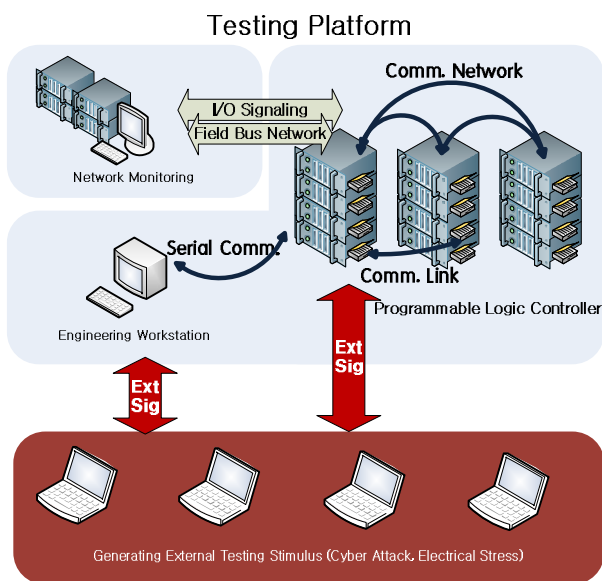 Testing Platform
Comm. Network
I/O Signaling
Field Bus Network
Network Monitoring
Serial Comm.
Comm. Link
Programmable Logic Controller
Engineering Workstation
Ext
Sig
Ext
Sig
Generating External Testing Stimulus (Cyber Attack, Electrical Stress)